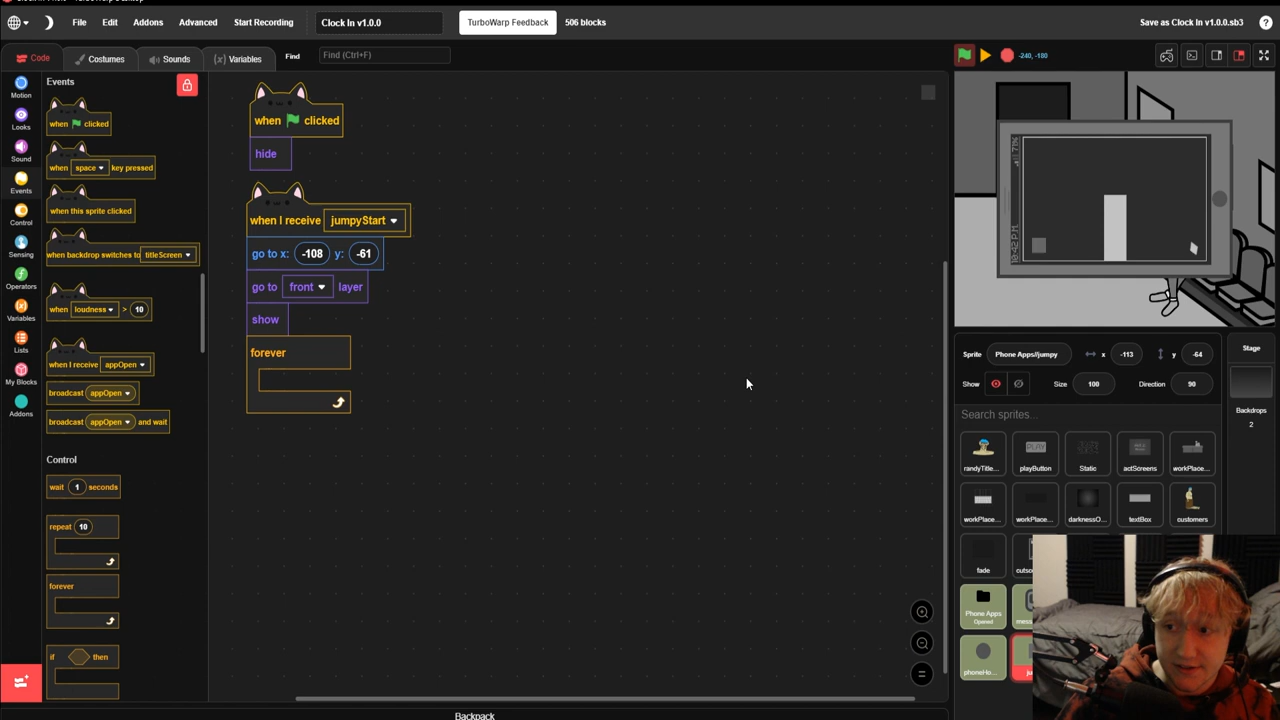 File Edit Addons Advanced Start Recording Clock In v1.0.0 TurboWarp Feedback 506 blocks Save as Clock In v1.0.0.sb3 ?
Code Costumes Sounds Variables Find Find (Ctrl+F)
-240, -180
Motion
Looks
Sound
Events
Control
Sensing
Operators
Variables
Lists
My Blocks
Addons
Events
when clicked
when space key pressed
when this sprite clicked
when backdrop switches to titleScreen
when loudness > 10
when I receive appOpen
broadcast appOpen
broadcast appOpen and wait
Control
wait 1 seconds
repeat 10
forever
if then
when clicked
hide
when I receive jumpyStart
go to x: -108 y: -61
go to front layer
show
forever
10:42 P.M.
Sprite Phone Apps//jumpy x -113 y -64
Show Size 100 Direction 90
Search sprites...
randyTitle... playButton Static actScreens workPlace...
workPlace... workPlace... darknessO... textBox customers
fade
Phone Apps
Opened
phoneHo...
Stage
Backdrops
2
Backpack